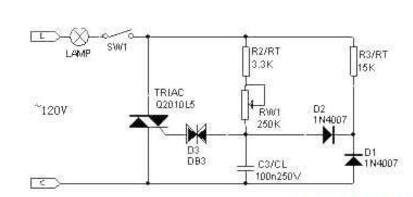 L
LAMP
SW1
R2/RT
3.3K
R3/RT
15K
TRIAC
Q2010L5
~120V
RW1
250K
D2
1N4007
D3
DB3
D1
1N4007
C3/CL
100n250V